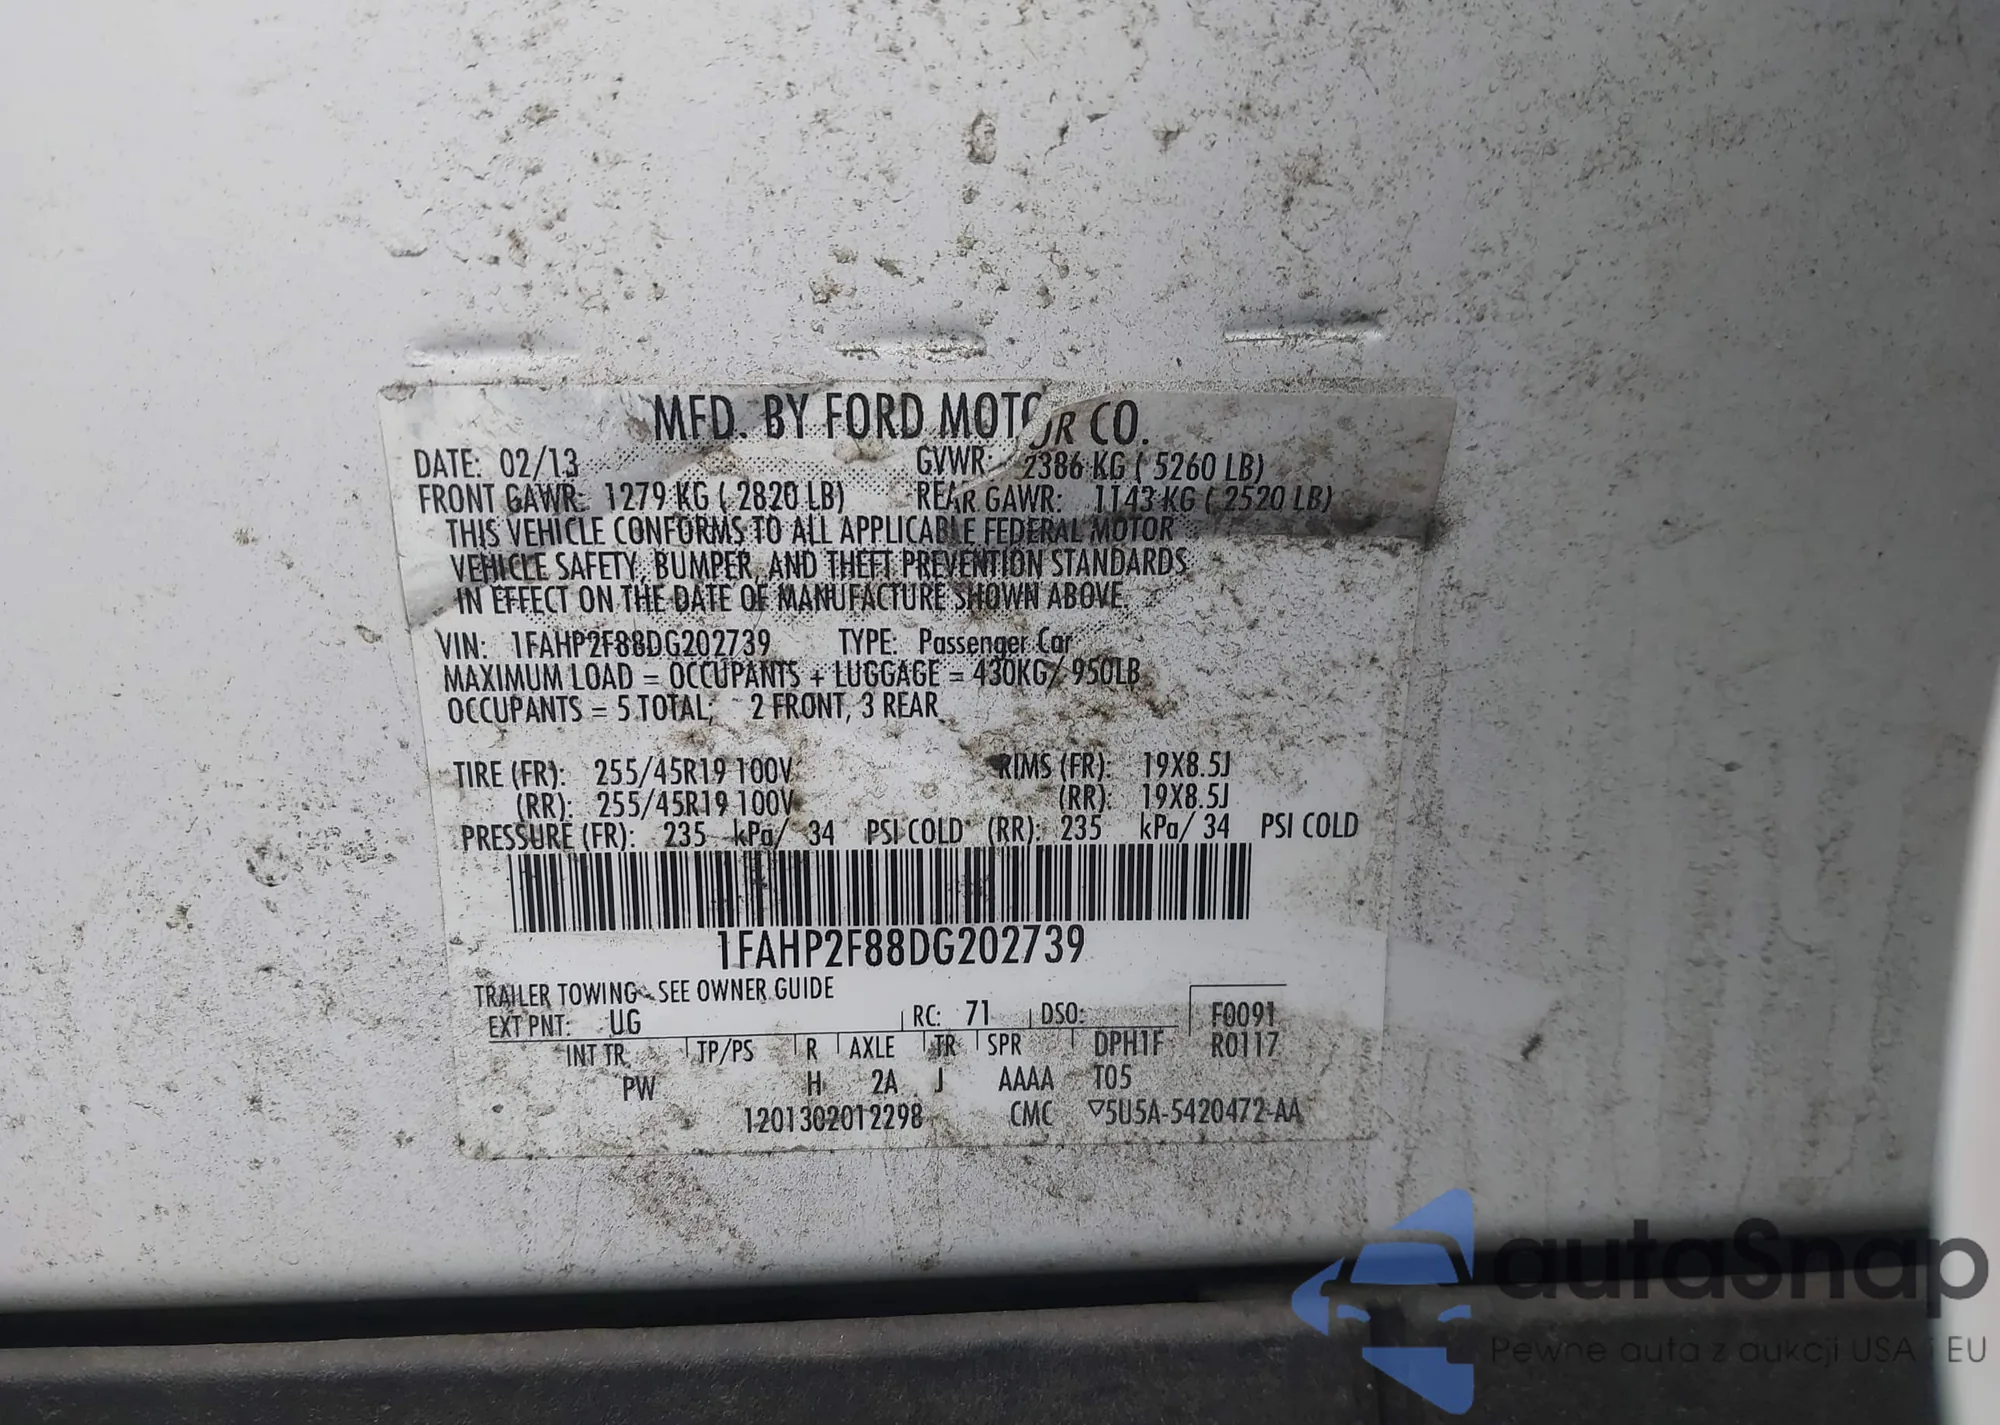 MFD. BY FORD MOTOR CO.
DATE: 02/13 GVWR: 2386 KG ( 5260 LB)
FRONT GAWR: 1279 KG ( 2820 LB) REAR GAWR: 1143 KG ( 2520 LB)
THIS VEHICLE CONFORMS TO ALL APPLICABLE FEDERAL MOTOR
VEHICLE SAFETY, BUMPER, AND THEFT PREVENTION STANDARDS
IN EFFECT ON THE DATE OF MANUFACTURE SHOWN ABOVE.
VIN: 1FAHP2F88DG202739 TYPE: Passenger Car
MAXIMUM LOAD = OCCUPANTS + LUGGAGE = 430KG/ 950LB
OCCUPANTS = 5 TOTAL; 2 FRONT, 3 REAR
TIRE (FR): 255/45R19 100V RIMS (FR): 19X8.5J
(RR): 255/45R19 100V (RR): 19X8.5J
PRESSURE (FR): 235 kPa/ 34 PSI COLD (RR): 235 kPa/ 34 PSI COLD
1FAHP2F88DG202739
TRAILER TOWING - SEE OWNER GUIDE
EXT PNT: UG RC: 71 DSO: F0091
INT TR TP/PS R AXLE TR SPR DPH1F R0117
PW H 2A J AAAA T05
1201302012298 CMC ▽5U5A-5420472-AA
autaSnap
Pewne auta z aukcji USA i EU